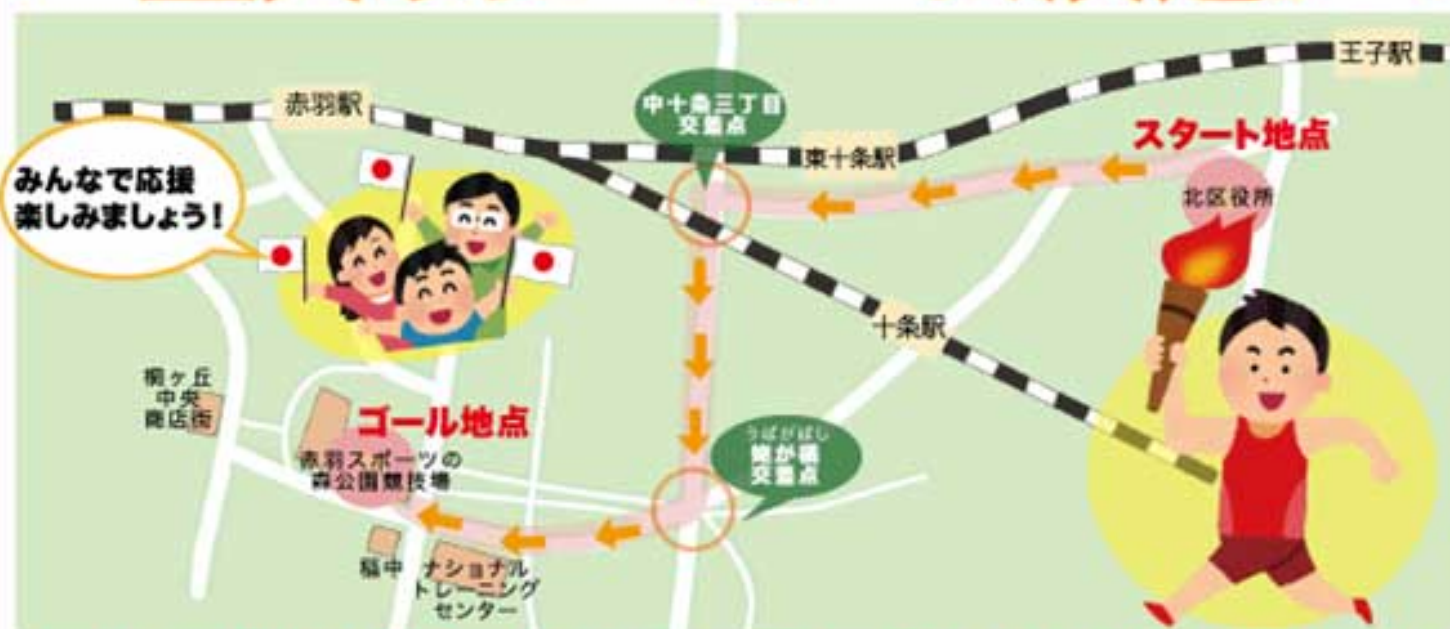 王子駅
赤羽駅
中十条三丁目
交差点
東十条駅
スタート地点
北区役所
みんなで応援
楽しみましょう！
十条駅
桐ヶ丘
中央
商店街
ゴール地点
赤羽スポーツの
森公園競技場
うばがばし
姥が橋
交差点
稲中
ナショナル
トレーニング
センター